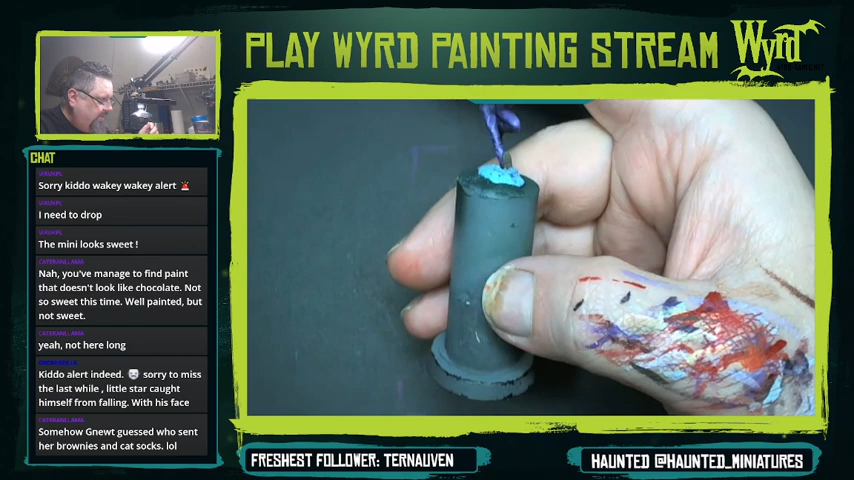 PLAY WYRD PAINTING STREAM
Wyrd
CHAT
Sorry kiddo wakey wakey alert 🚨
I need to drop
The mini looks sweet !
Nah, you've manage to find paint
that doesn't look like chocolate. Not
so sweet this time. Well painted, but
not sweet.
yeah, not here long
Kiddo alert indeed. sorry to miss
the last while , little star caught
himself from falling. With his face
Somehow Gnewt guessed who sent
her brownies and cat socks. lol
FRESHEST FOLLOWER: TERNAUVEN
HAUNTED @HAUNTED_MINIATURES